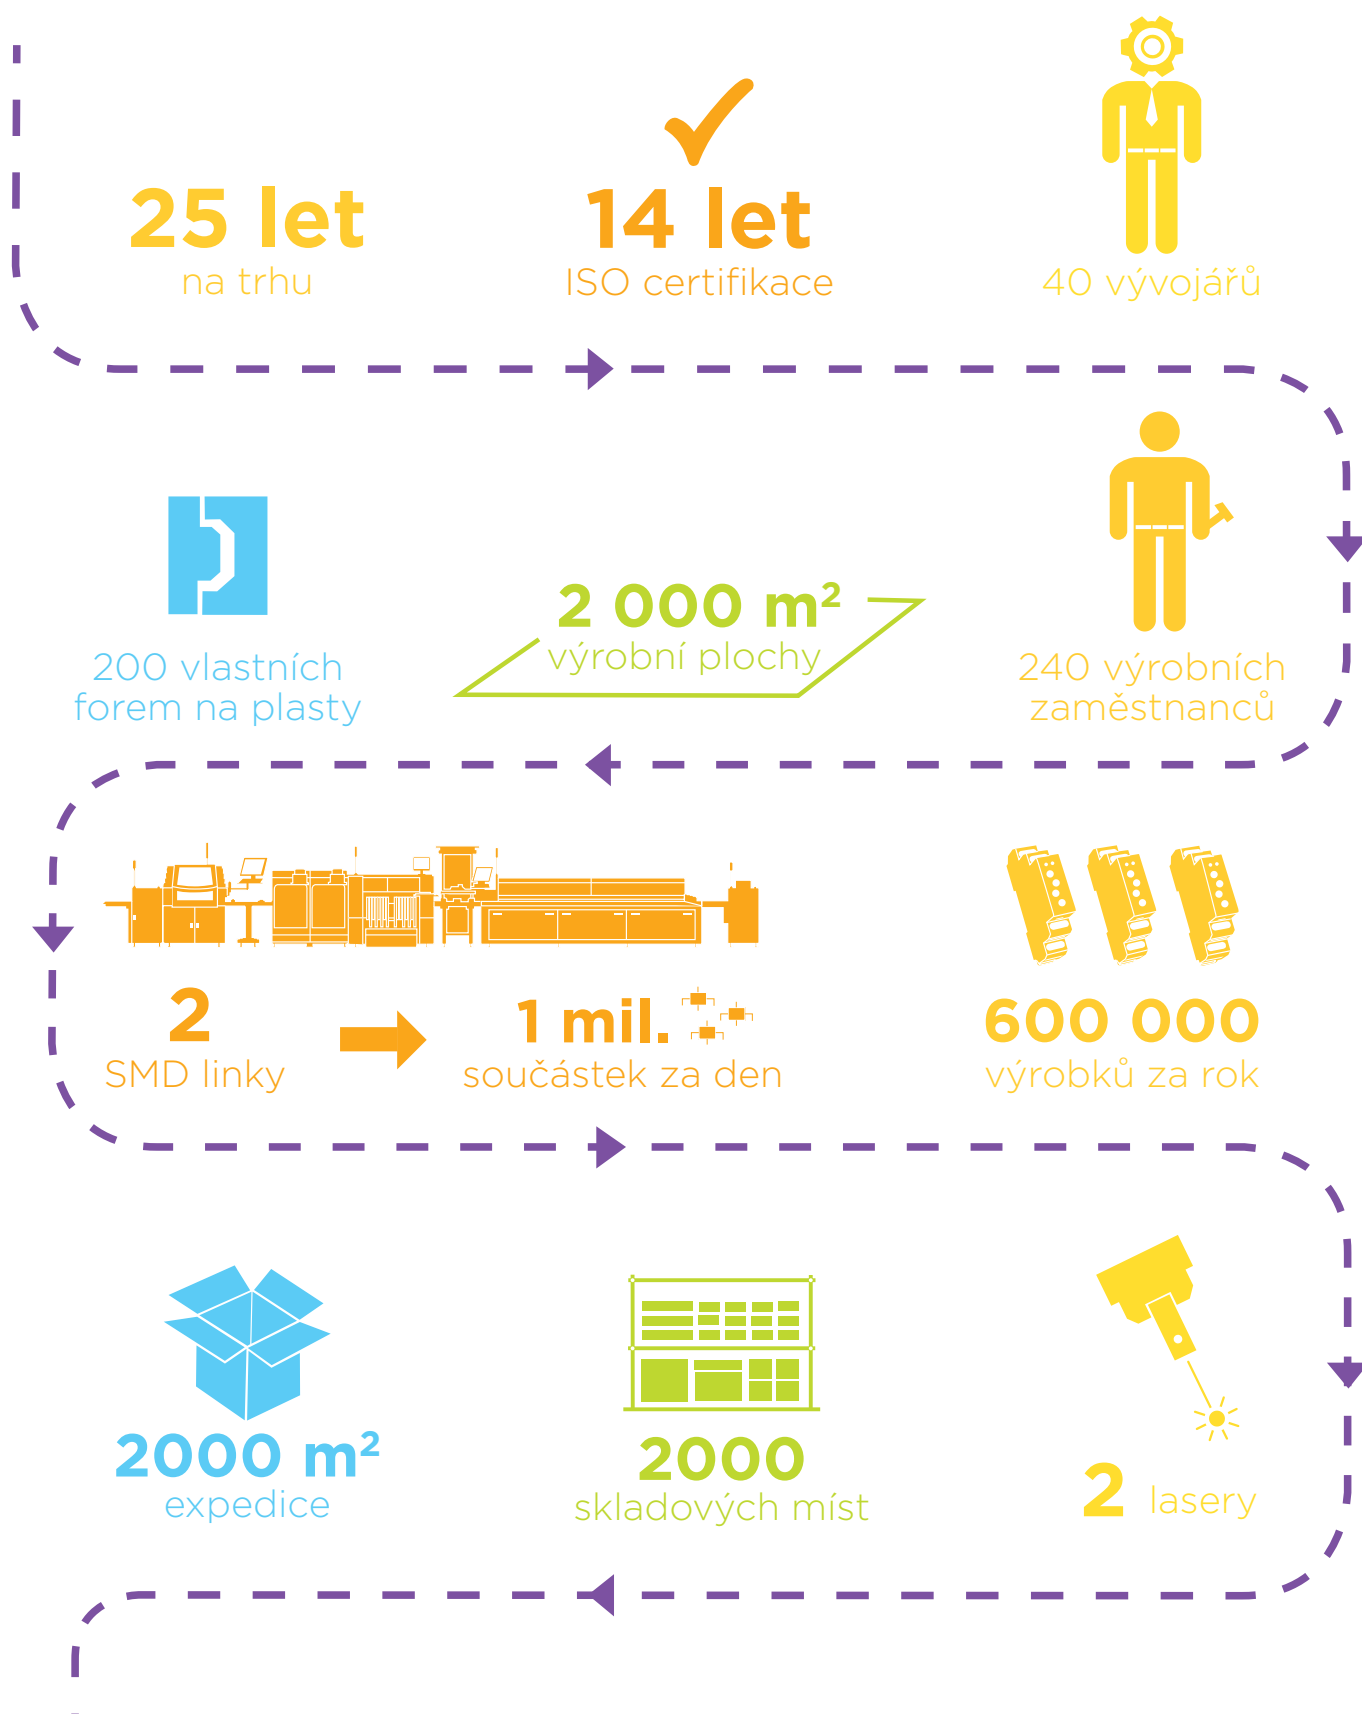 25 let
na trhu
14 let
ISO certifikace
40 vývojářů
200 vlastních
forem na plasty
2 000 m²
výrobní plochy
240 výrobních
zaměstnanců
2
SMD linky
1 mil.
součástek za den
600 000
výrobků za rok
2000 m²
expedice
2000
skladových míst
2 lasery